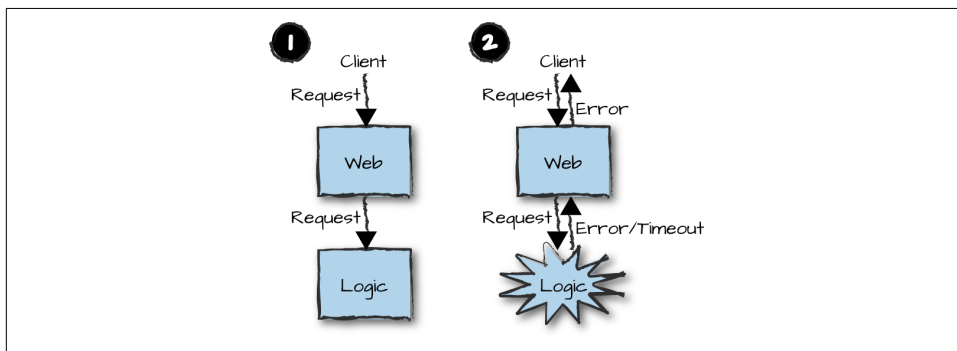 1
Client
Request
Web
Request
Logic
2
Client
Request
Error
Web
Request
Error/Timeout
Logic